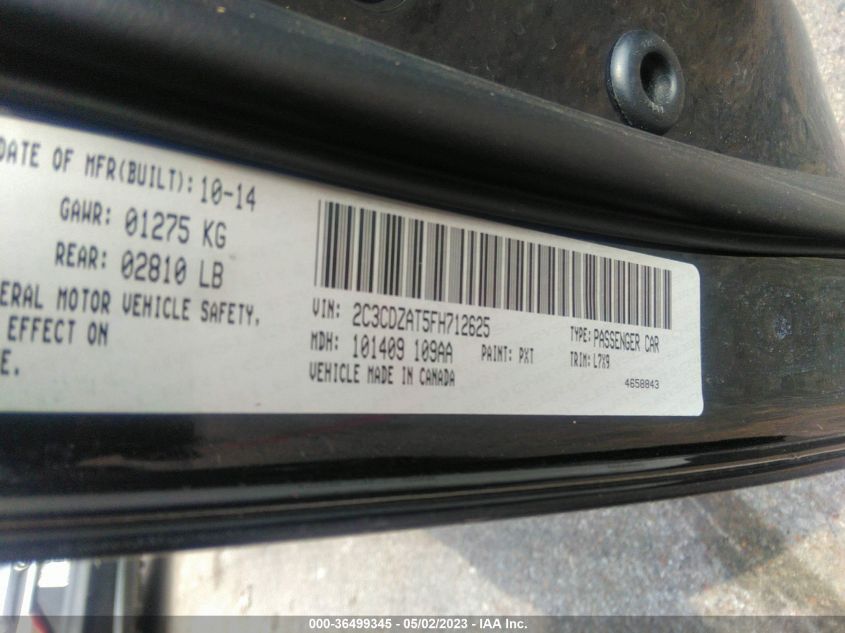 DATE OF MFR(BUILT): 10-14
GAWR: 01275 KG
REAR: 02810 LB
ERAL MOTOR VEHICLE SAFETY,
EFFECT ON
E.
VIN: 2C3CDZAT5FH712625
MDH: 101409 109AA PAINT: PXT
VEHICLE MADE IN CANADA
TYPE: PASSENGER CAR
TRIM: L7X9
4658843
000-36499345 - 05/02/2023 - IAA Inc.